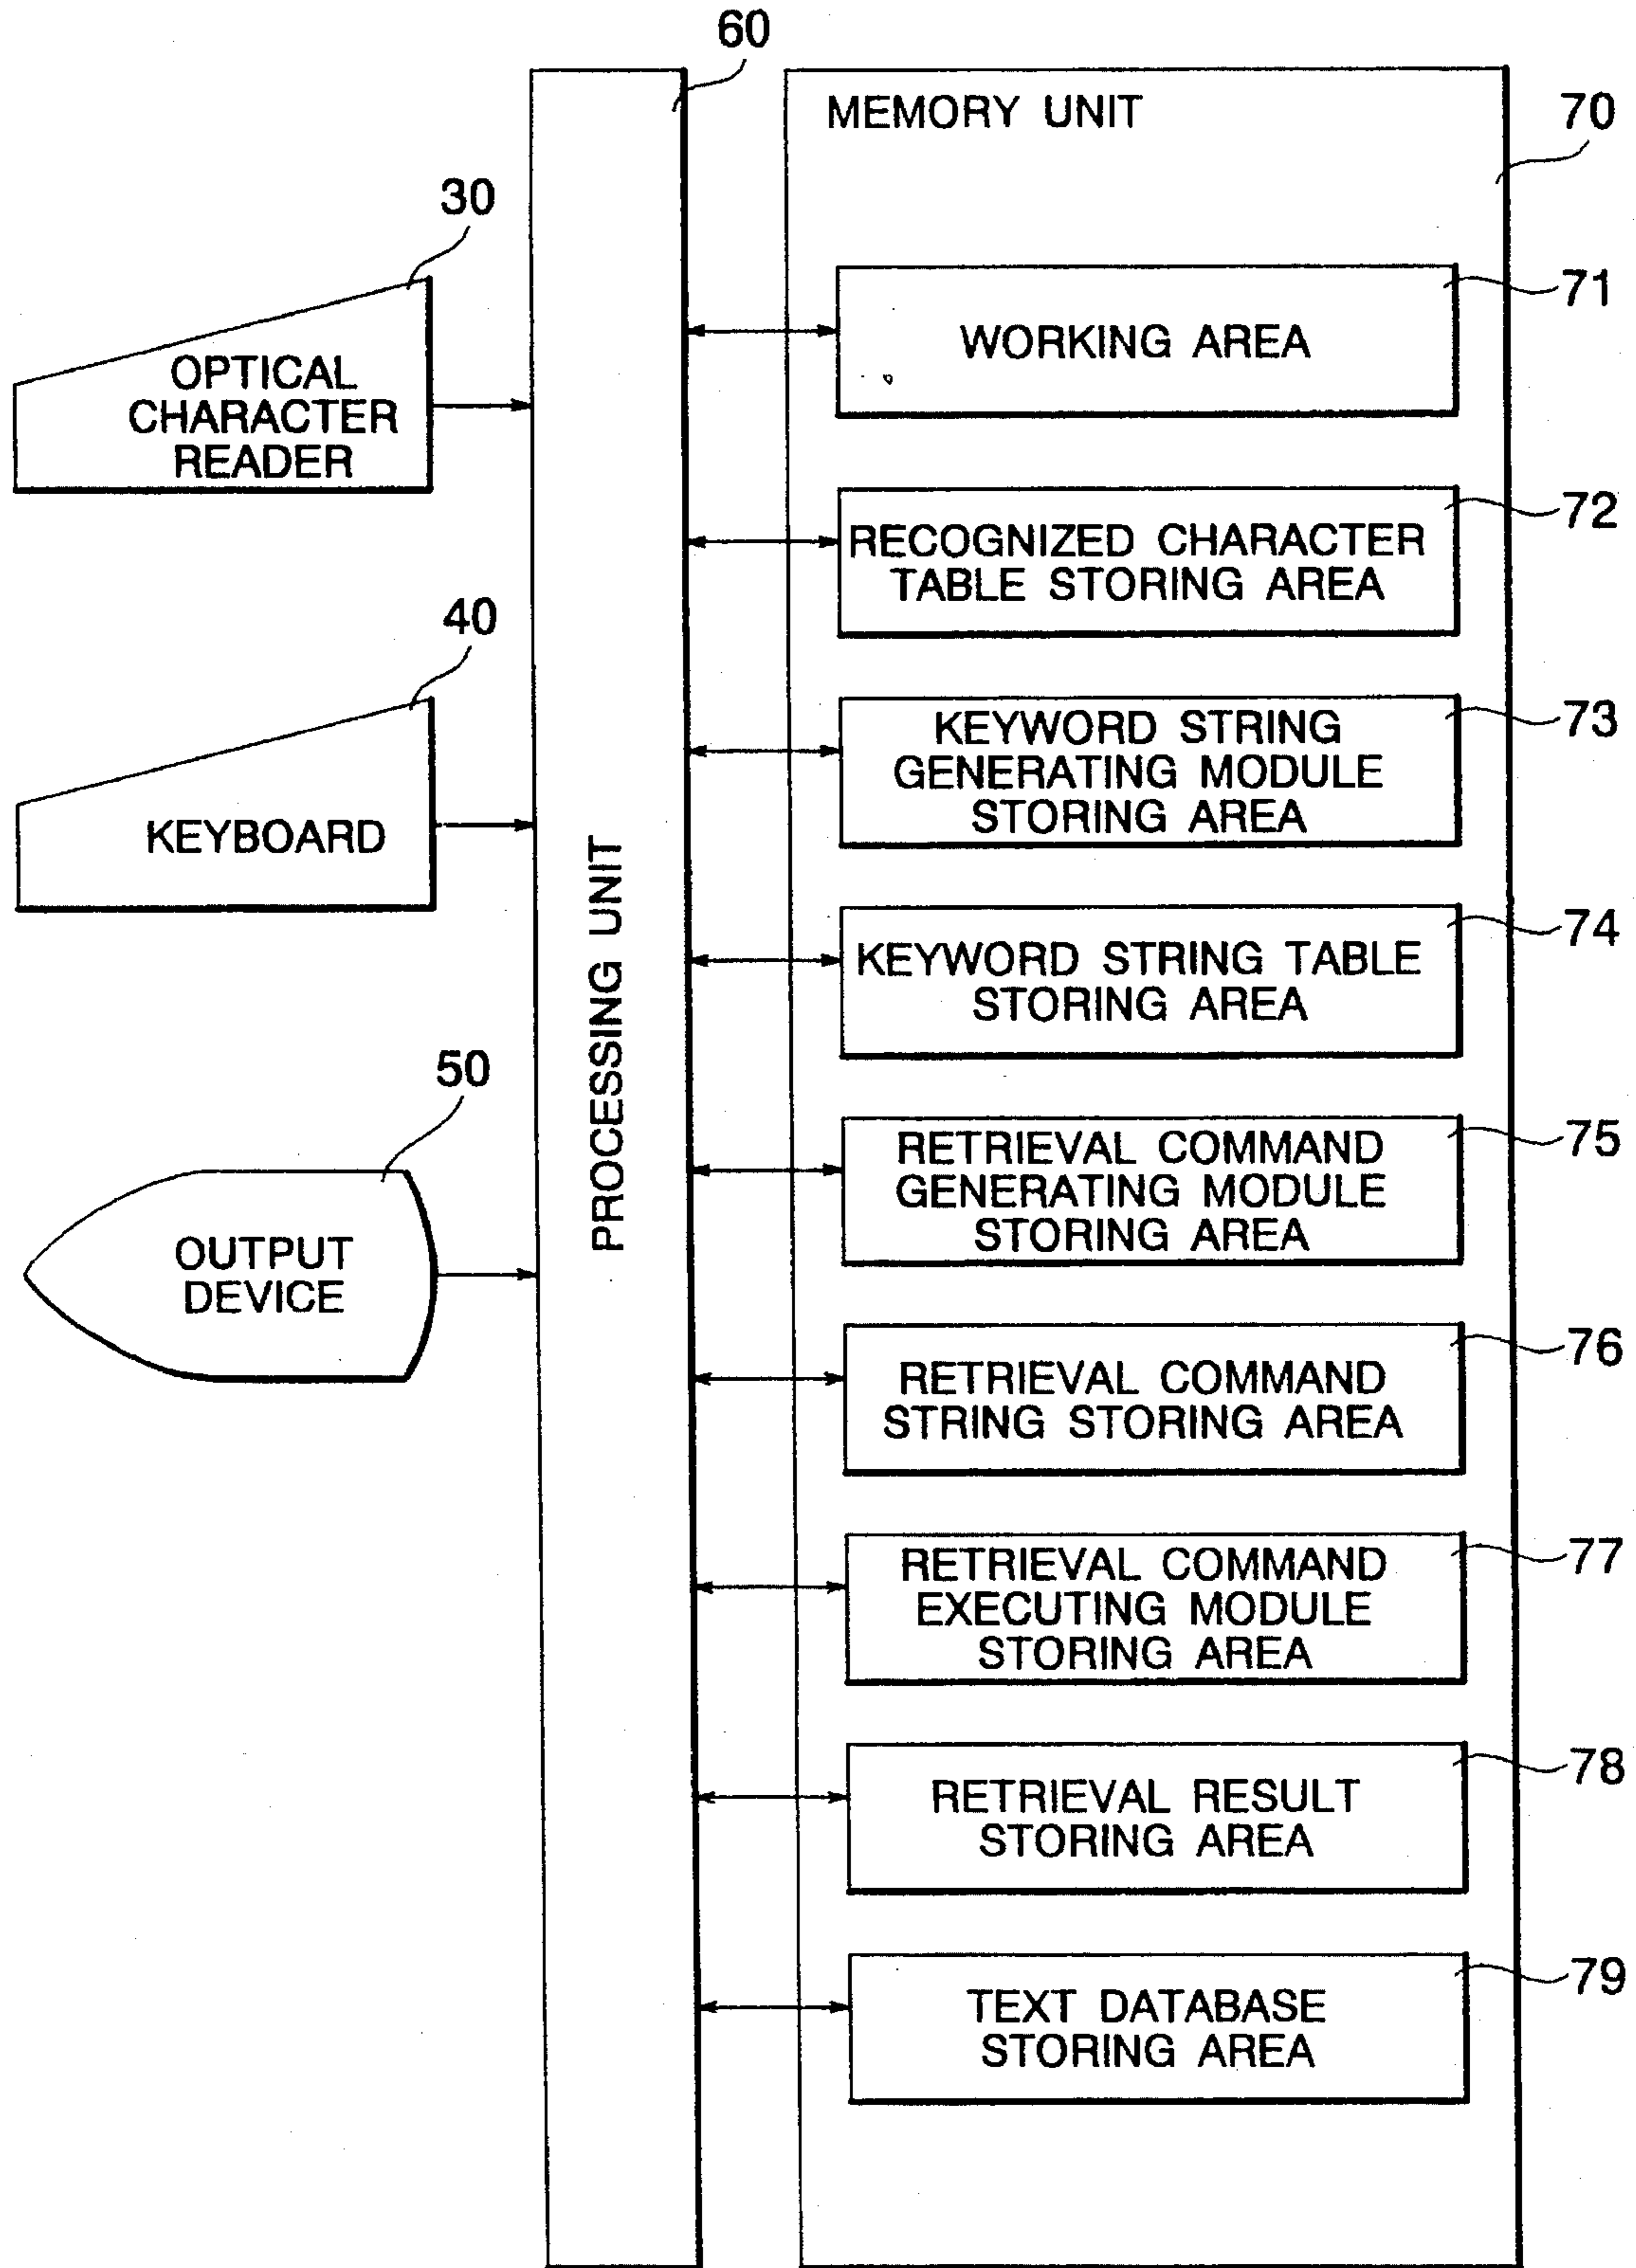 60
MEMORY UNIT
70
30
71
WORKING AREA
OPTICAL
CHARACTER
READER
72
RECOGNIZED CHARACTER
TABLE STORING AREA
40
73
KEYWORD STRING
GENERATING MODULE
STORING AREA
KEYBOARD
PROCESSING UNIT
74
KEYWORD STRING TABLE
STORING AREA
50
75
RETRIEVAL COMMAND
GENERATING MODULE
STORING AREA
OUTPUT
DEVICE
76
RETRIEVAL COMMAND
STRING STORING AREA
77
RETRIEVAL COMMAND
EXECUTING MODULE
STORING AREA
78
RETRIEVAL RESULT
STORING AREA
79
TEXT DATABASE
STORING AREA